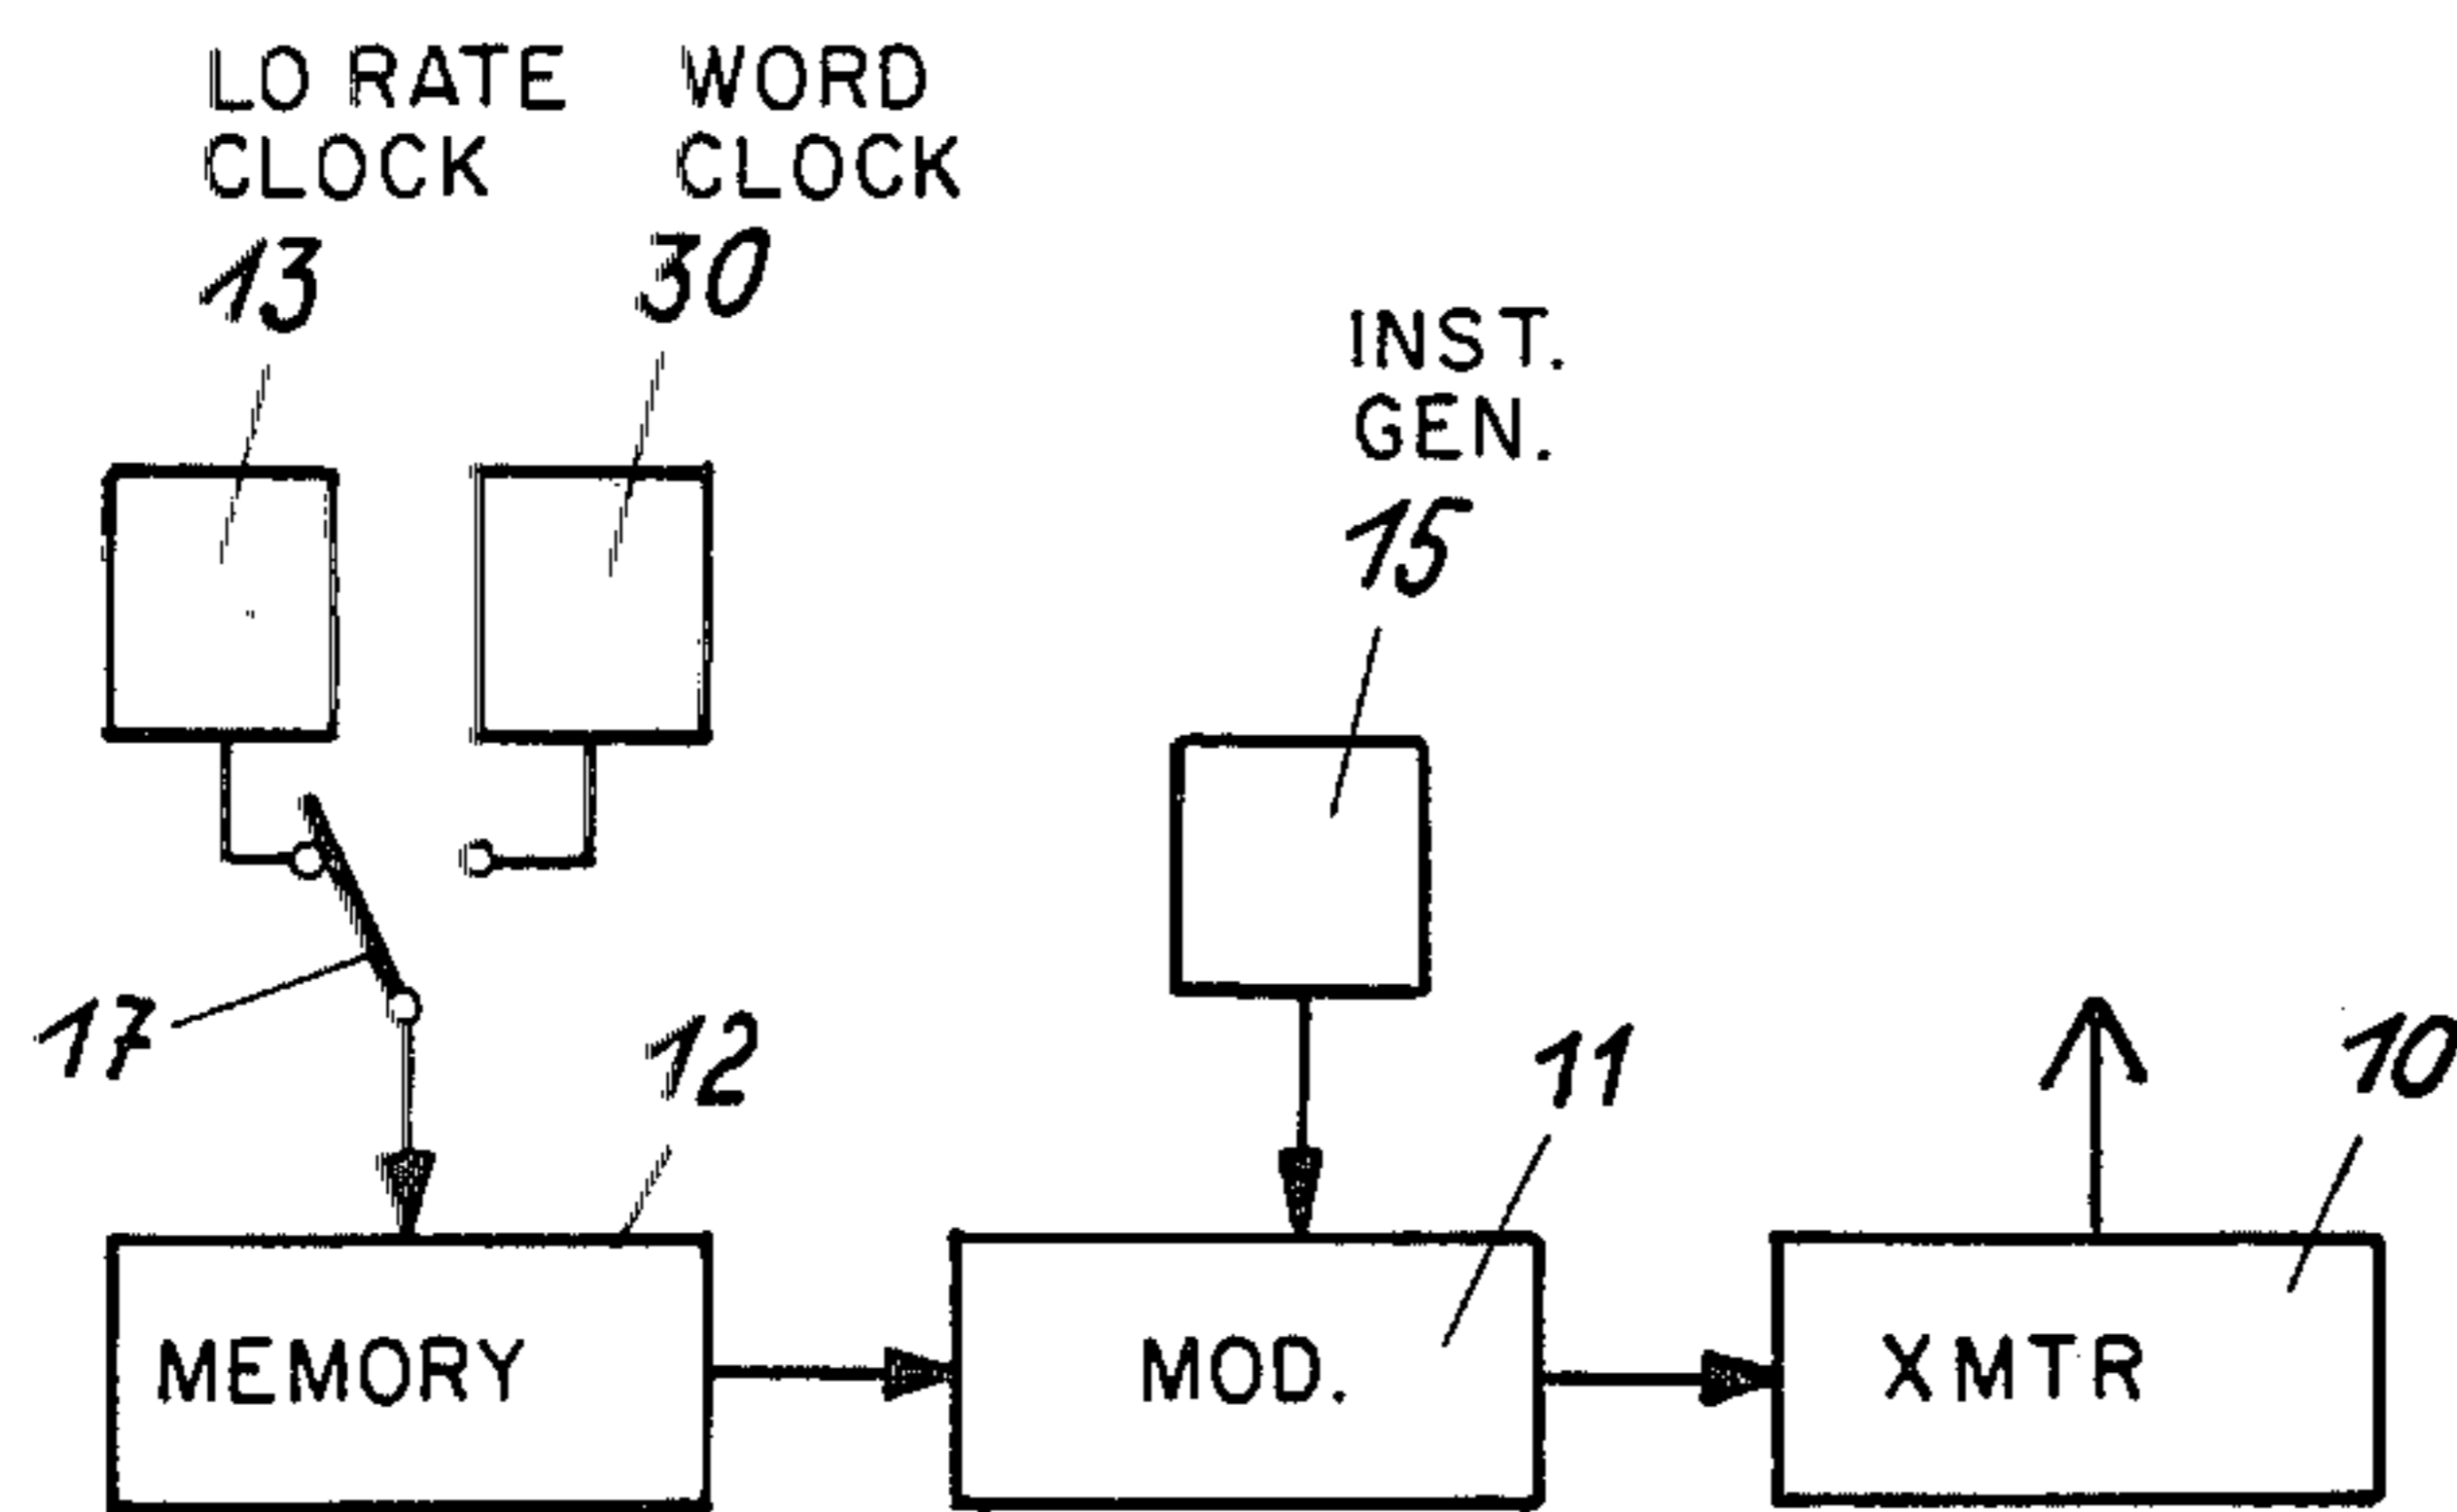 LO RATE
CLOCK
13
WORD
CLOCK
30
INST.
GEN.
15
17
12
11
10
MEMORY
MOD.
XMTR